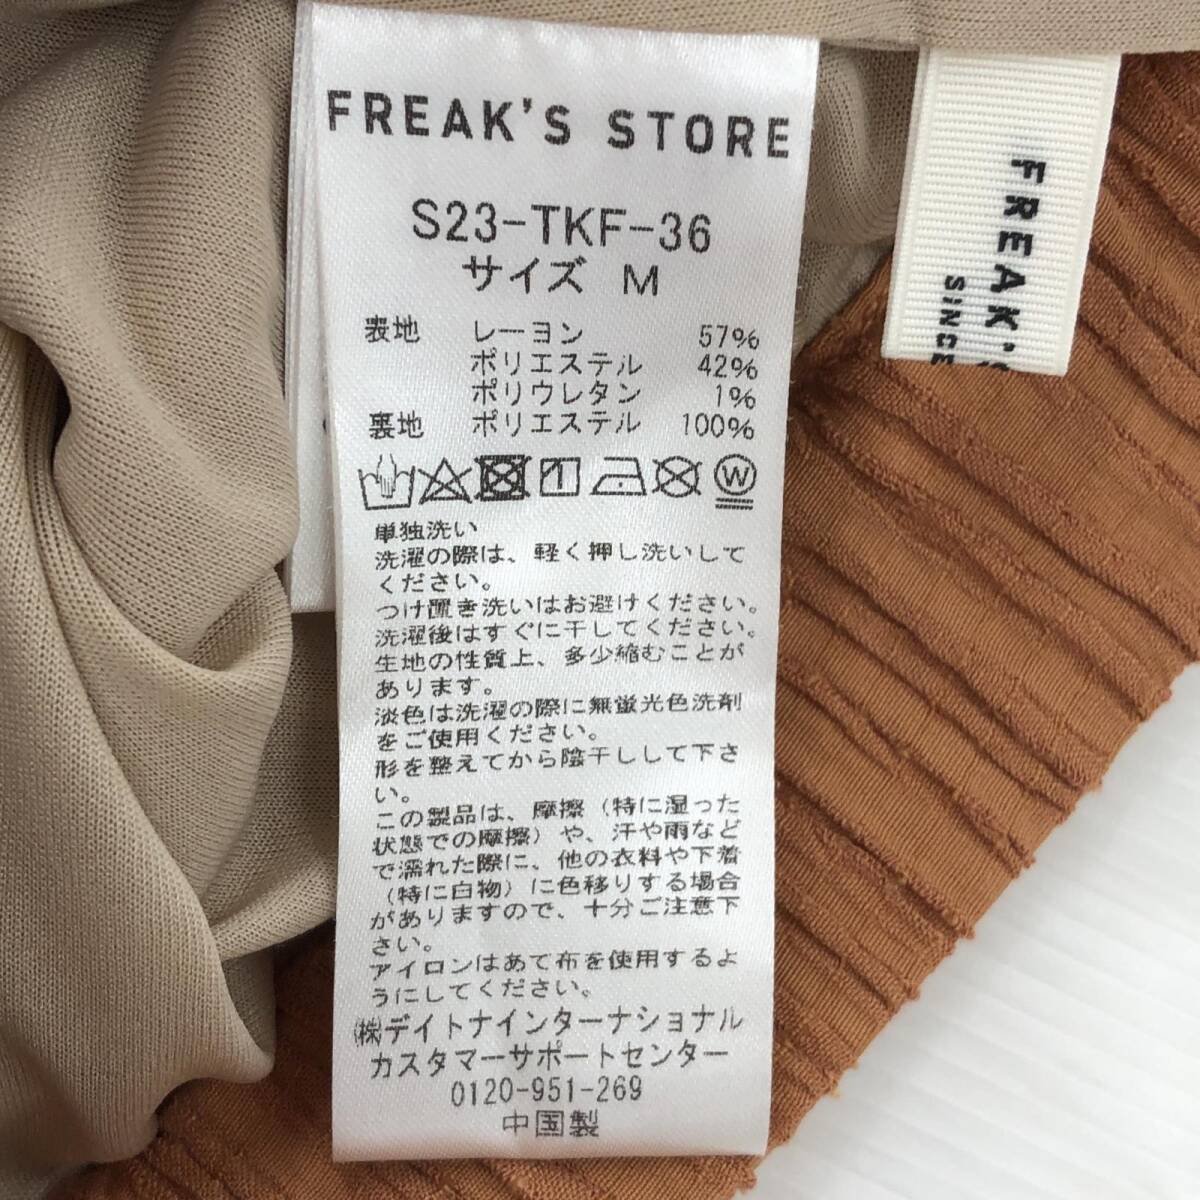 FREAK'S STORE
S23-TKF-36
サイズ M
表地 レーヨン 57%
ポリエステル 42%
ポリウレタン 1%
裏地 ポリエステル 100%
W
単独洗い
洗濯の際は、軽く押し洗いして
ください。
つけ置き洗いはお避けください。
洗濯後はすぐに干してください。
生地の性質上、多少縮むことが
あります。
淡色は洗濯の際に無蛍光色洗剤
をご使用ください。
形を整えてから陰干しして下さ
い。
この製品は、摩擦(特に湿った
状態での摩擦)や、汗や雨など
で濡れた際に、他の衣料や下着
(特に白物)に色移りする場合
がありますので、十分ご注意下
さい。
アイロンはあて布を使用するよ
うにしてください。
㈱デイトナインターナショナル
カスタマーサポートセンター
0120-951-269
中国製
FREAK'S
SINCE